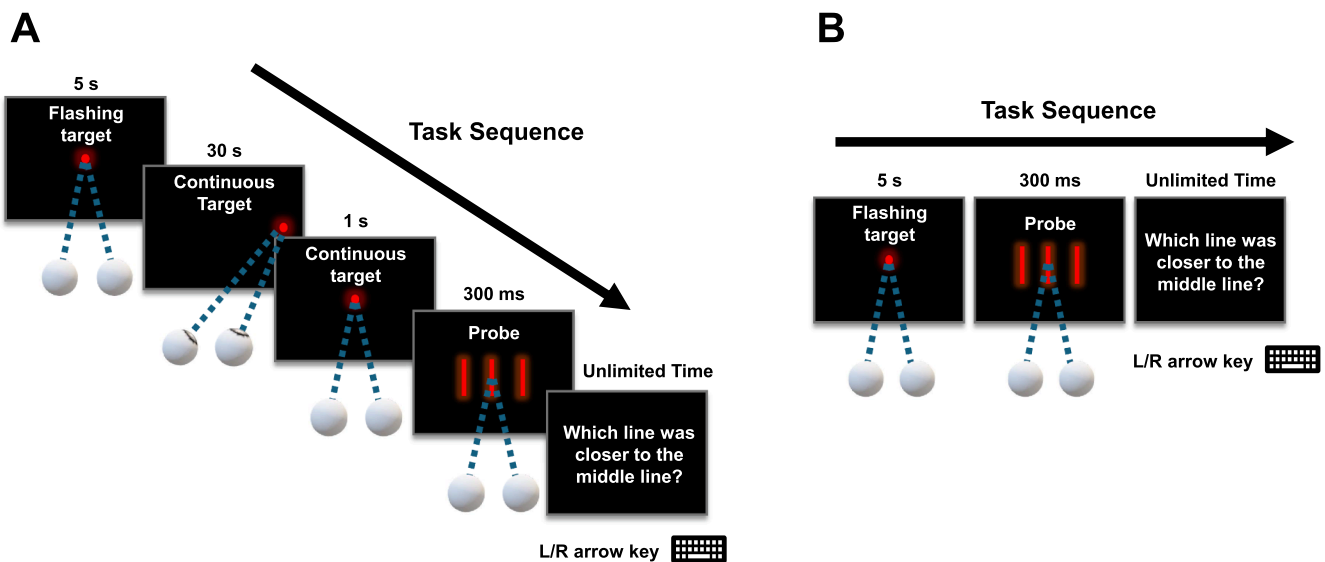 A
5 s
Flashing
target
30 s
Continuous
Target
1 s
Continuous
target
300 ms
Probe
Unlimited Time
Which line was
closer to the
middle line?
L/R arrow key
Task Sequence
B
Task Sequence
5 s
Flashing
target
300 ms
Probe
Unlimited Time
Which line was
closer to the
middle line?
L/R arrow key